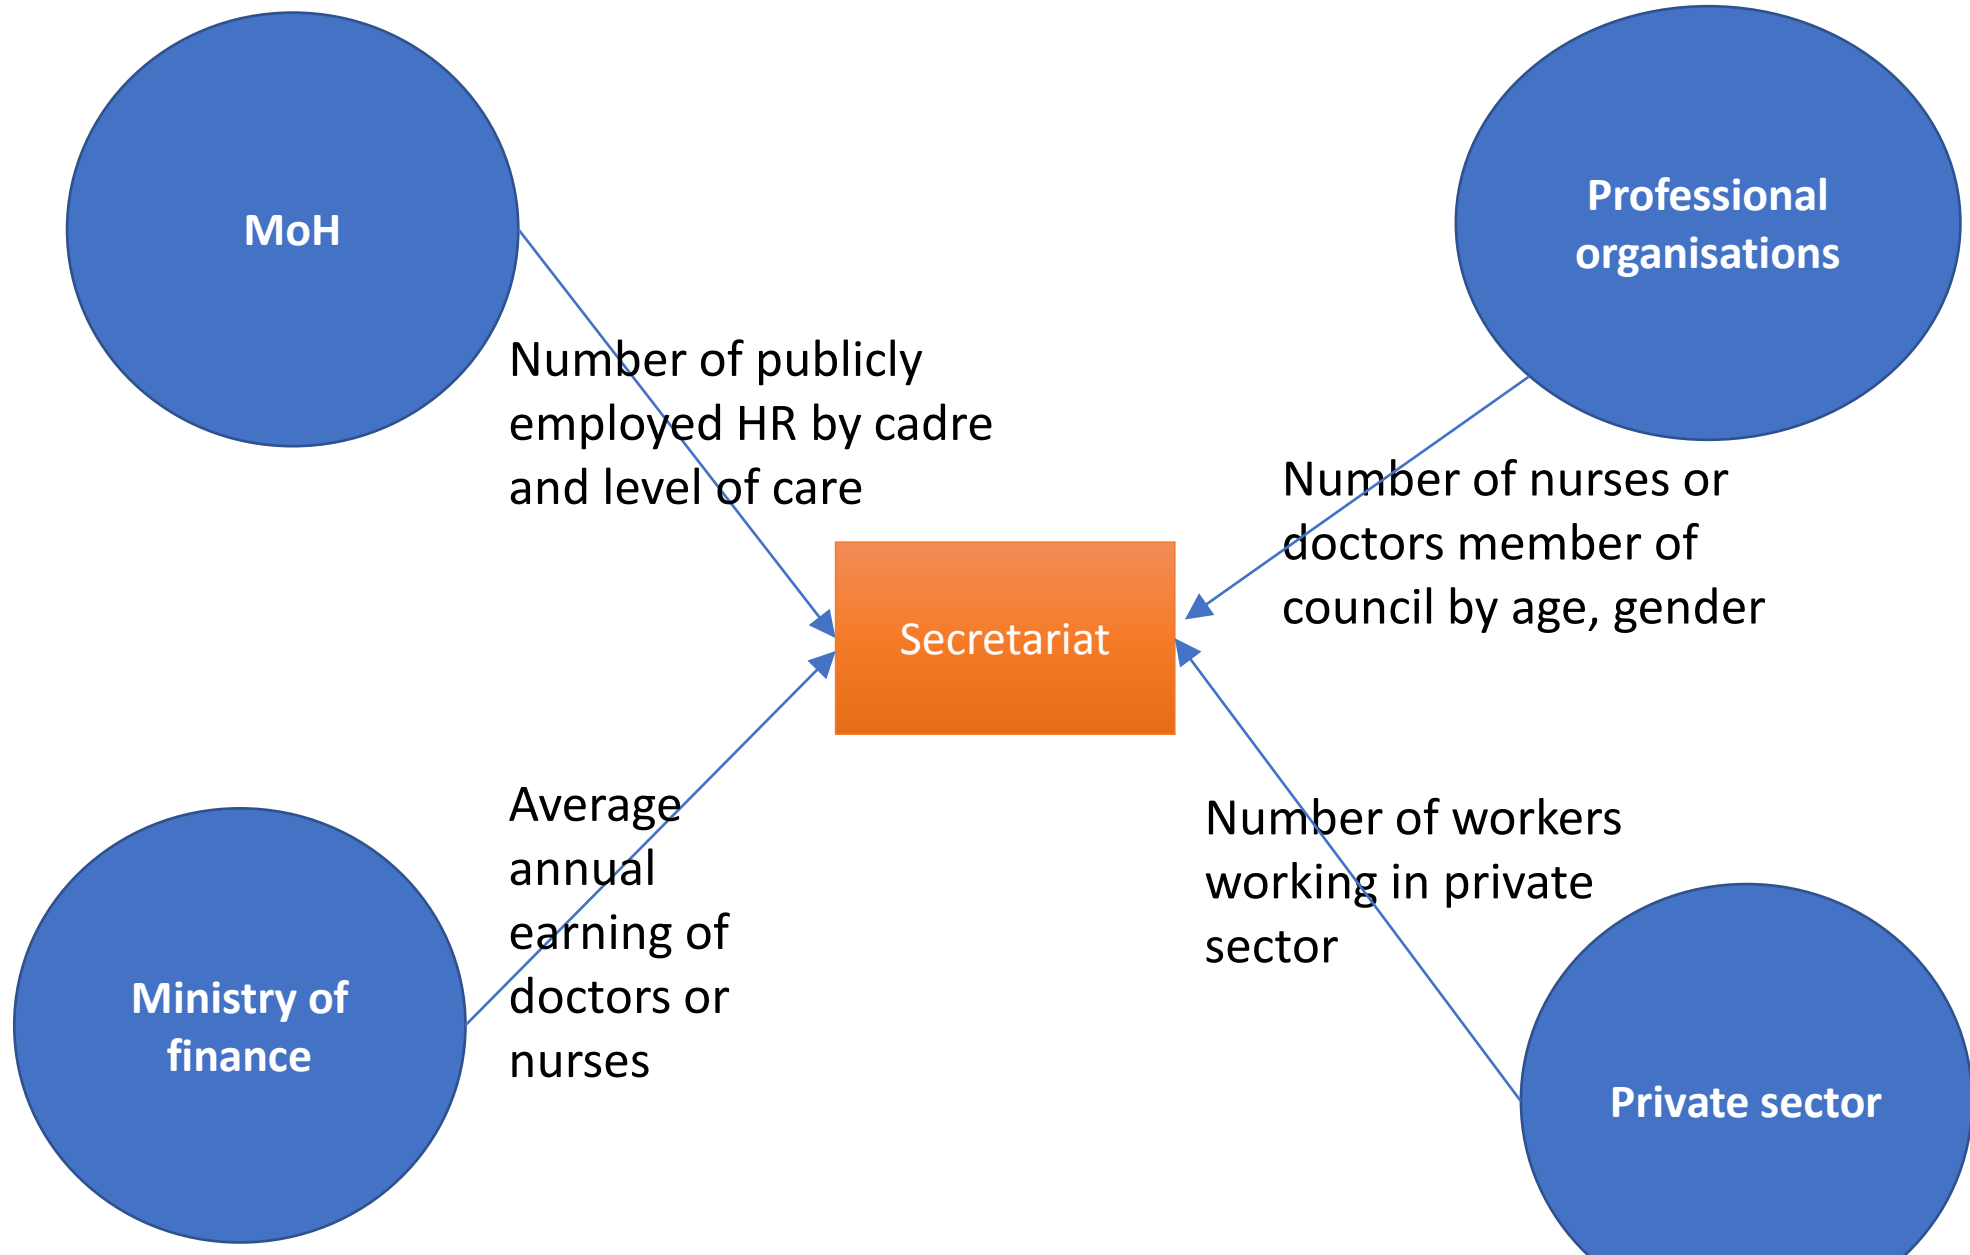 MoH
Professional
organisations
Number of publicly
employed HR by cadre
and level of care
Number of nurses or
doctors member of
council by age, gender
Secretariat
Average
annual
earning of
doctors or
nurses
Number of workers
working in private
sector
Ministry of
finance
Private sector